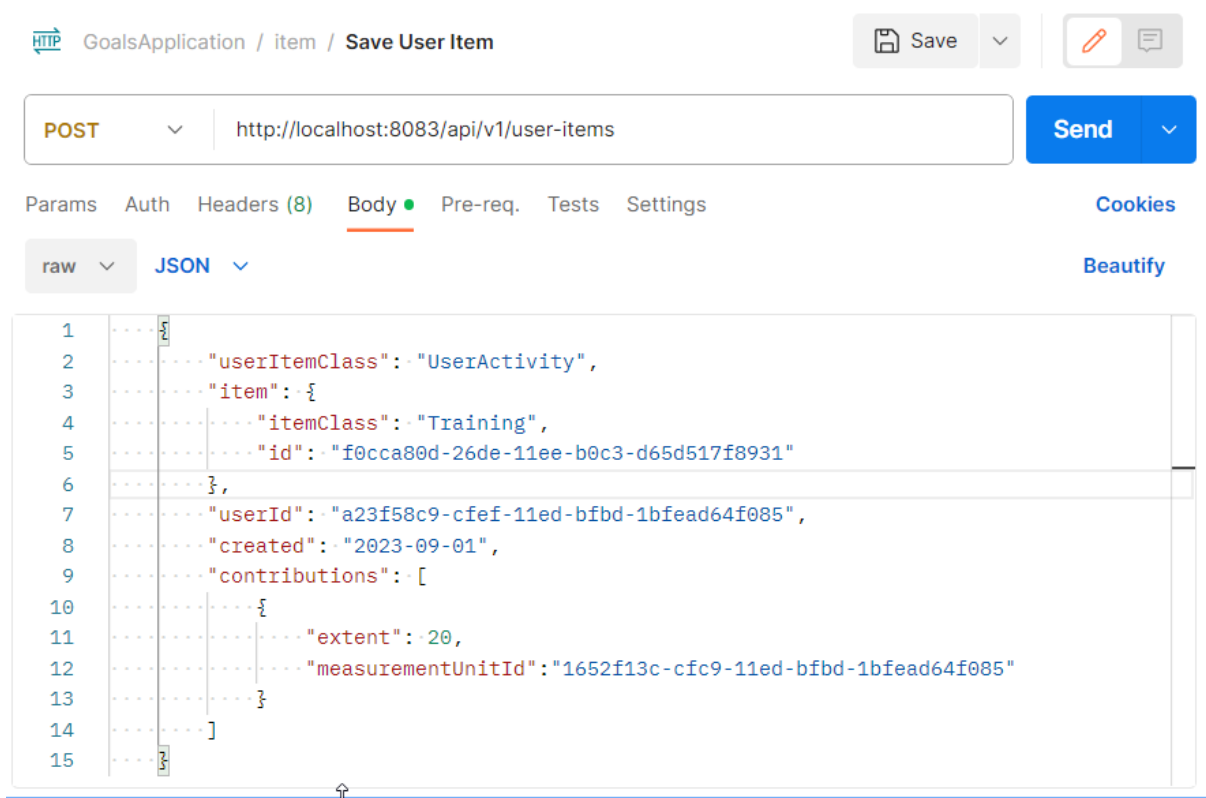 HTTP GoalsApplication / item / Save User Item Save
POST http://localhost:8083/api/v1/user-items Send
Params Auth Headers (8) Body Pre-req. Tests Settings Cookies
raw JSON Beautify
1 {
2 "userItemClass": "UserActivity",
3 "item": {
4 "itemClass": "Training",
5 "id": "f0cca80d-26de-11ee-b0c3-d65d517f8931"
6 },
7 "userId": "a23f58c9-cfef-11ed-bfbd-1bfead64f085",
8 "created": "2023-09-01",
9 "contributions": [
10 {
11 "extent": 20,
12 "measurementUnitId":"1652f13c-cfc9-11ed-bfbd-1bfead64f085"
13 }
14 ]
15 }